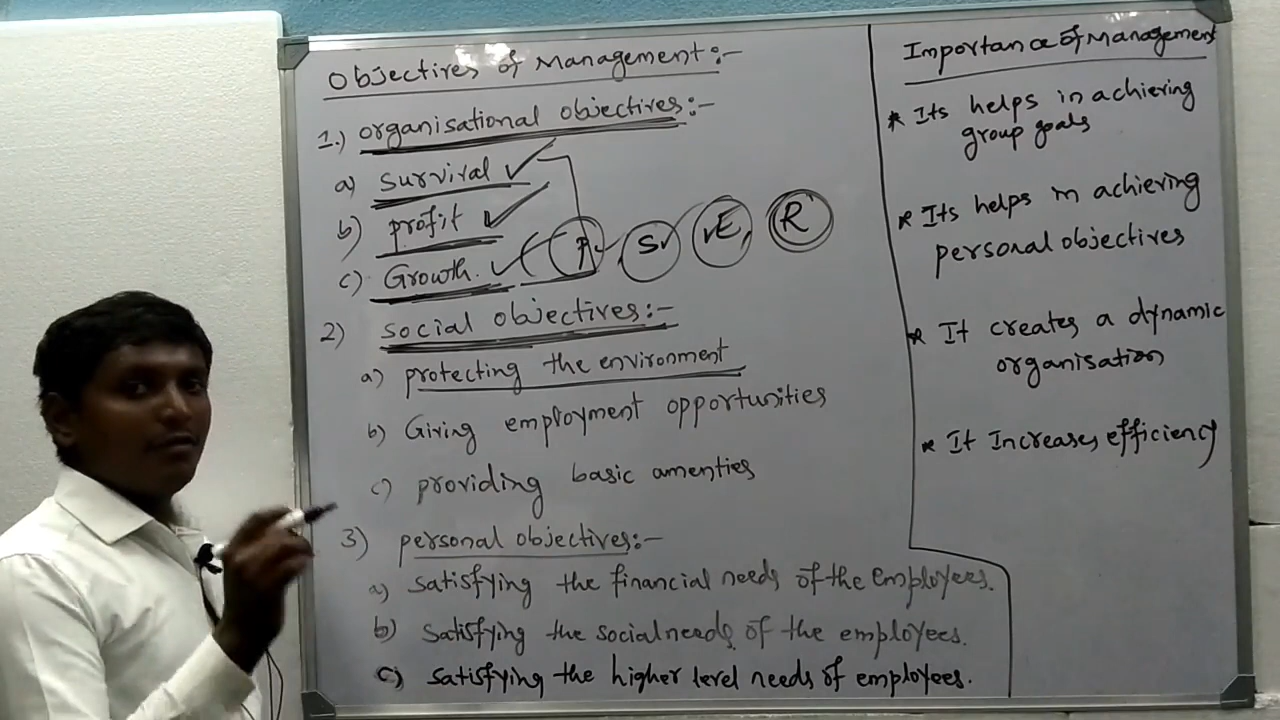 Objectives of Management:-
1.) organisational objectives:-
a) survival
b) profit
c) Growth.
P S E R
2) social objectives:-
a) protecting the environment
b) Giving employment opportunities
c) providing basic amenties
3) personal objectives:-
a) satisfying the financial needs of the Employees.
b) satisfying the social needs of the employees.
c) satisfying the higher level needs of employees.
Importance of Management
* Its helps in achieving
group goals
* Its helps in achieving
personal objectives
* It creates a dynamic
organisation
* It Increases efficiency